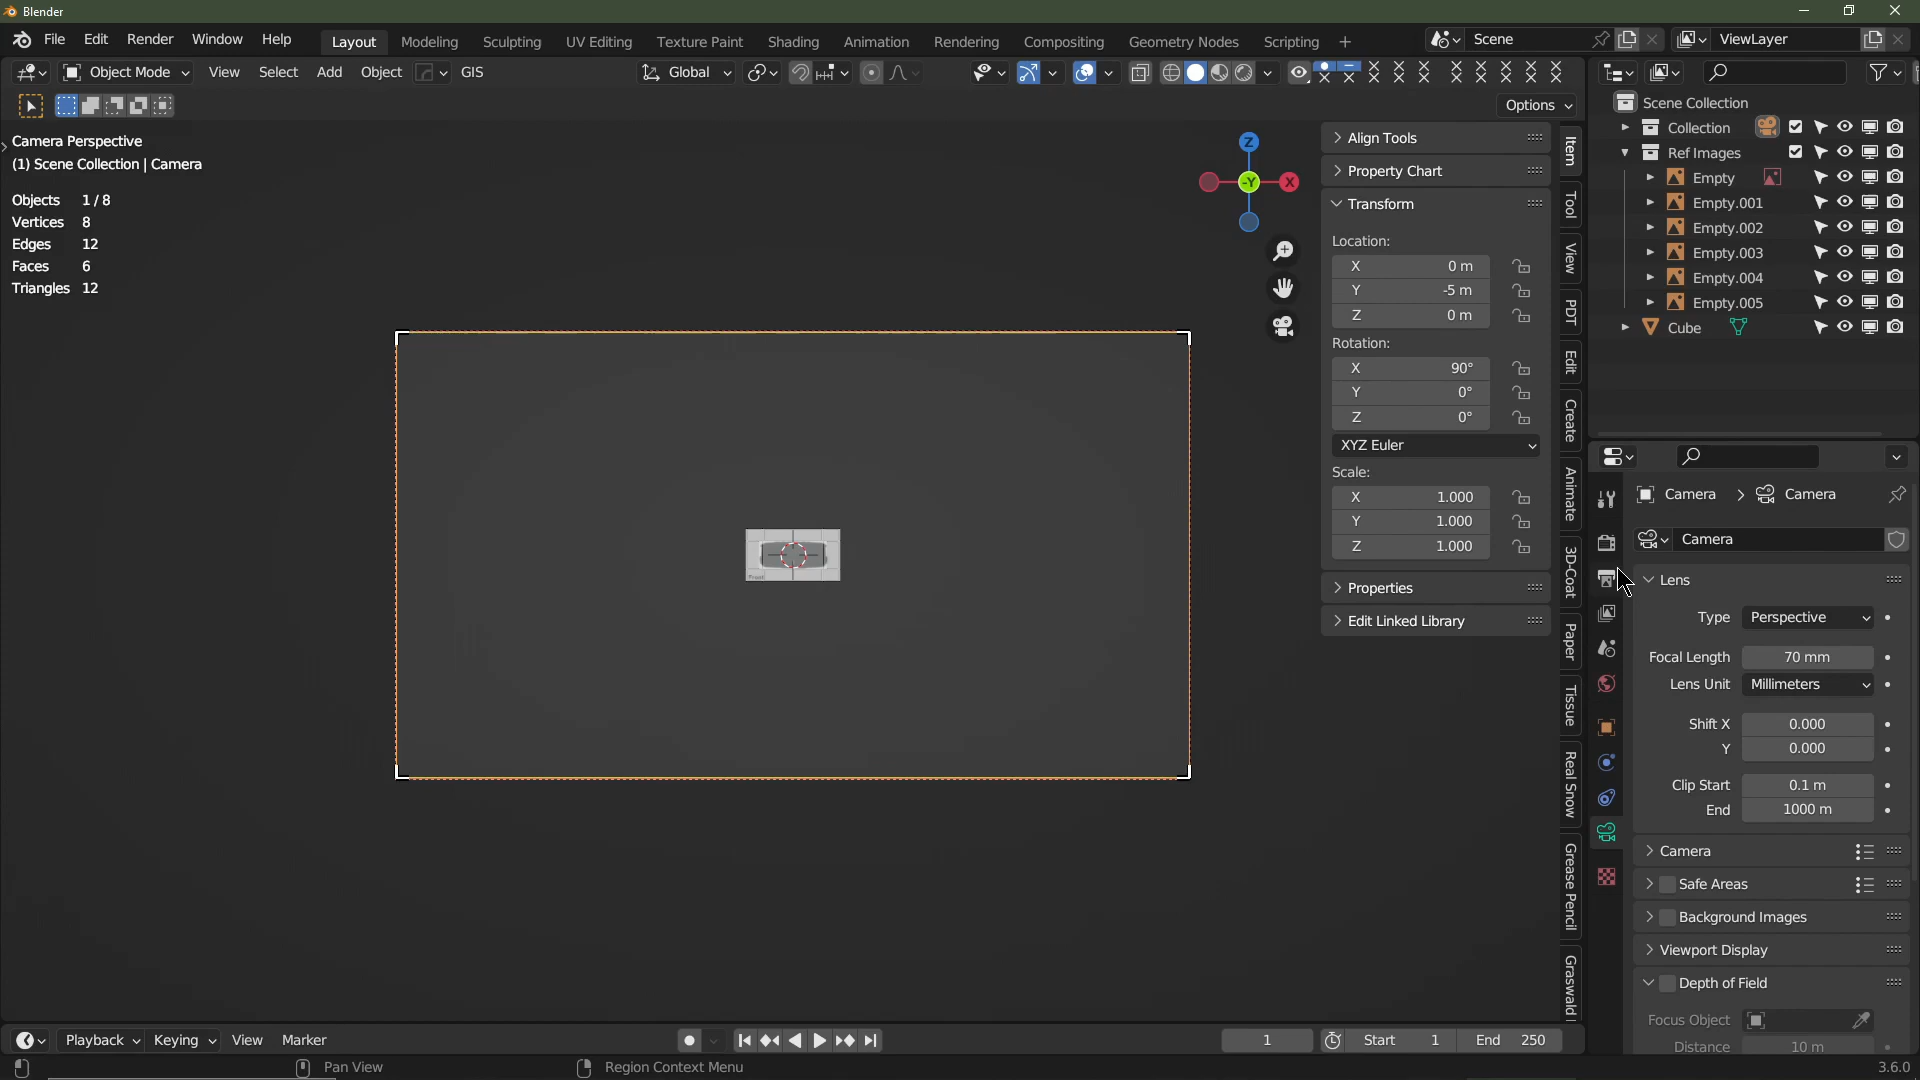 Blender
File Edit Render Window Help Layout Modeling Sculpting UV Editing Texture Paint Shading Animation Rendering Compositing Geometry Nodes Scripting + Scene ViewLayer
Object Mode View Select Add Object GIS Global
Options
Camera Perspective
(1) Scene Collection | Camera
Objects 1/8
Vertices 8
Edges 12
Faces 6
Triangles 12
Z
-Y
X
Front
Align Tools
Property Chart
Transform
Location:
X 0 m
Y -5 m
Z 0 m
Rotation:
X 90°
Y 0°
Z 0°
XYZ Euler
Scale:
X 1.000
Y 1.000
Z 1.000
Properties
Edit Linked Library
Item
Tool
View
PDT
Edit
Create
Animate
3D-Coat
Paper
Tissue
Real Snow
Grease Pencil
Graswald
Scene Collection
Collection
Ref Images
Empty
Empty.001
Empty.002
Empty.003
Empty.004
Empty.005
Cube
Camera > Camera
Camera
Lens
Type Perspective
Focal Length 70 mm
Lens Unit Millimeters
Shift X 0.000
Y 0.000
Clip Start 0.1 m
End 1000 m
Camera
Safe Areas
Background Images
Viewport Display
Depth of Field
Focus Object
Distance 10 m
Playback Keying View Marker 1 Start 1 End 250
Pan View Region Context Menu 3.6.0